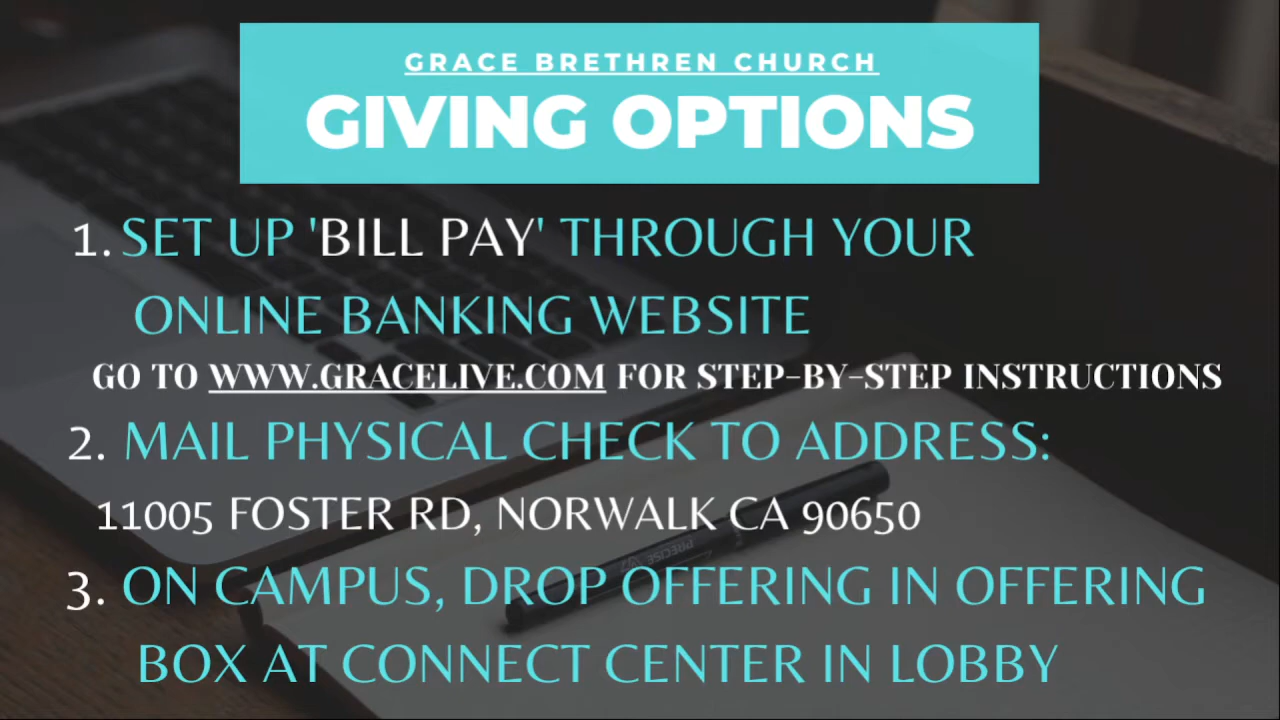 GRACE BRETHREN CHURCH
GIVING OPTIONS
1. SET UP 'BILL PAY' THROUGH YOUR
ONLINE BANKING WEBSITE
GO TO WWW.GRACELIVE.COM FOR STEP-BY-STEP INSTRUCTIONS
2. MAIL PHYSICAL CHECK TO ADDRESS:
11005 FOSTER RD, NORWALK CA 90650
PRECISE V7
3. ON CAMPUS, DROP OFFERING IN OFFERING
BOX AT CONNECT CENTER IN LOBBY